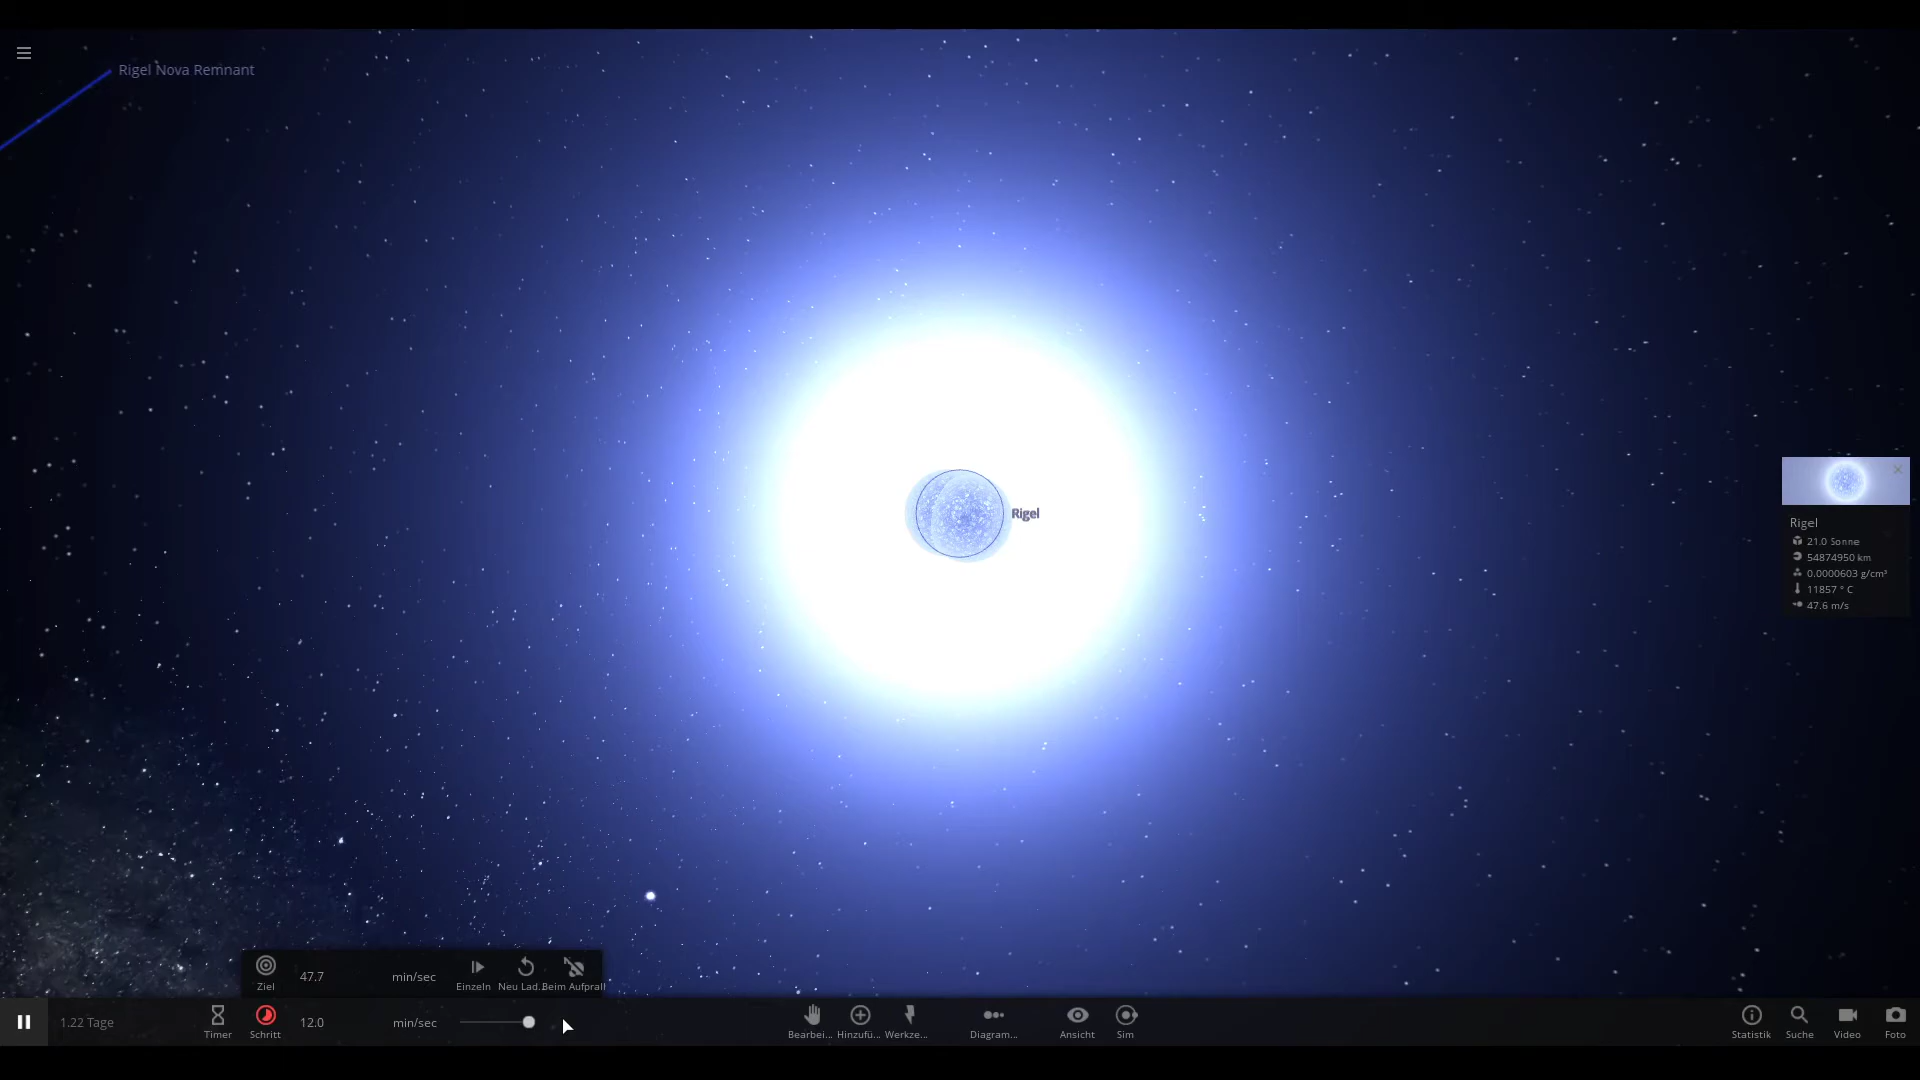 Rigel Nova Remnant
Rigel
Rigel
21.0 Sonne
54874950 km
0.0000603 g/cm³
11857 ° C
47.6 m/s
Ziel
47.7
min/sec
Einzeln
Neu Lad...
Beim Aufprall
1.22 Tage
Timer
Schritt
12.0
min/sec
Bearbei...
Hinzufü...
Werkze...
Diagram...
Ansicht
Sim
Statistik
Suche
Video
Foto